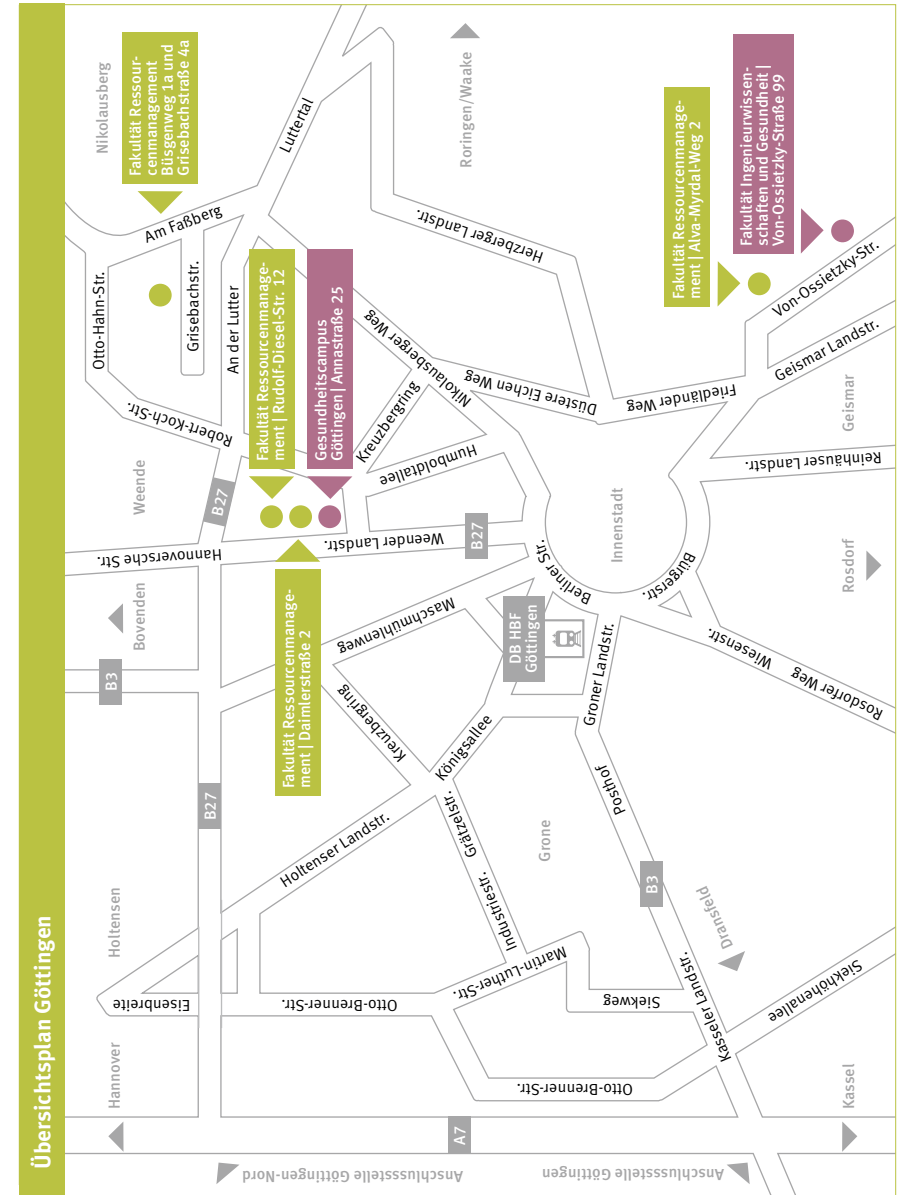 Übersichtsplan Göttingen
Nikolausberg
Fakultät Ressour-
cenmanagement
Büsgenweg 1a und
Grisebachstraße 4a
Luttertal
Roringen/Waake
Am Faßberg
Otto-Hahn-Str.
Grisebachstr.
An der Lutter
Robert-Koch-Str.
Herzberger Landstr.
Fakultät Ressourcenmanage-
ment | Alva-Myrdal-Weg 2
Fakultät Ingenieurwissen-
schaften und Gesundheit |
Von-Ossietzky-Straße 99
Von-Ossietzky-Str.
Geismar Landstr.
Geismar
Reinhäuser Landstr.
Friedländer Weg
Düstere Eichen Weg
Nikolausberger Weg
Kreuzbergring
Humboldtallee
Fakultät Ressourcenmanage-
ment | Rudolf-Diesel-Str. 12
Gesundheitscampus
Göttingen | Annastraße 25
Weende
B27
Hannoversche Str.
Weender Landstr.
B27
Innenstadt
Berliner Str.
Bürgerstr.
Rosdorf
Bovenden
B3
Fakultät Ressourcenmanage-
ment | Daimlerstraße 2
Maschmühlenweg
DB HBF
Göttingen
Groner Landstr.
Wiesenstr.
Rosdorfer Weg
Kreuzbergring
Königsallee
Posthof
B27
Holtenser Landstr.
Grätzelstr.
Industriestr.
Grone
B3
Dransfeld
Holtensen
Eisenbreite
Otto-Brenner-Str.
Martin-Luther-Str.
Siekweg
Kasseler Landstr.
Siekhöhenallee
Otto-Brenner-Str.
Hannover
A7
Kassel
Anschlussstelle Göttingen-Nord
Anschlussstelle Göttingen